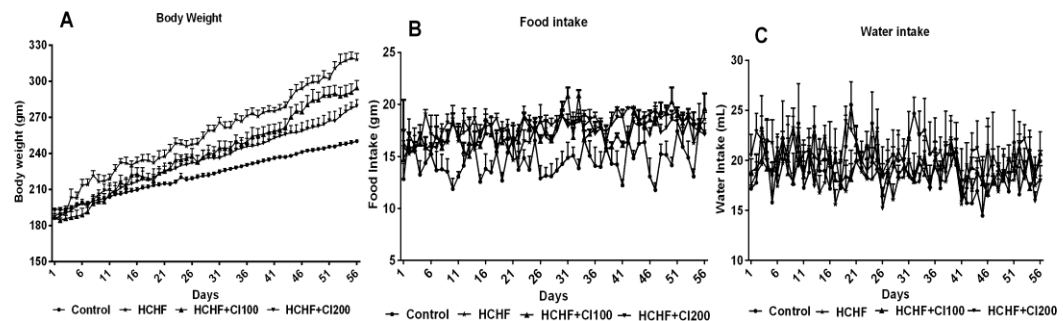 A
Body Weight
Body weight (gm)
330
300
270
240
210
180
150
1 6 11 16 21 26 31 36 41 46 51 56
Days
Control HCHF HCHF+CI100 HCHF+CI200
B
Food intake
Food Intake (gm)
25
20
15
10
5
1 6 11 16 21 26 31 36 41 46 51 56
Days
Control HCHF HCHF+CI100 HCHF+CI200
C
Water intake
Water Intake (mL)
30
25
20
15
10
1 6 11 16 21 26 31 36 41 46 51 56
Days
Control HCHF HCHF+CI100 HCHF+CI200